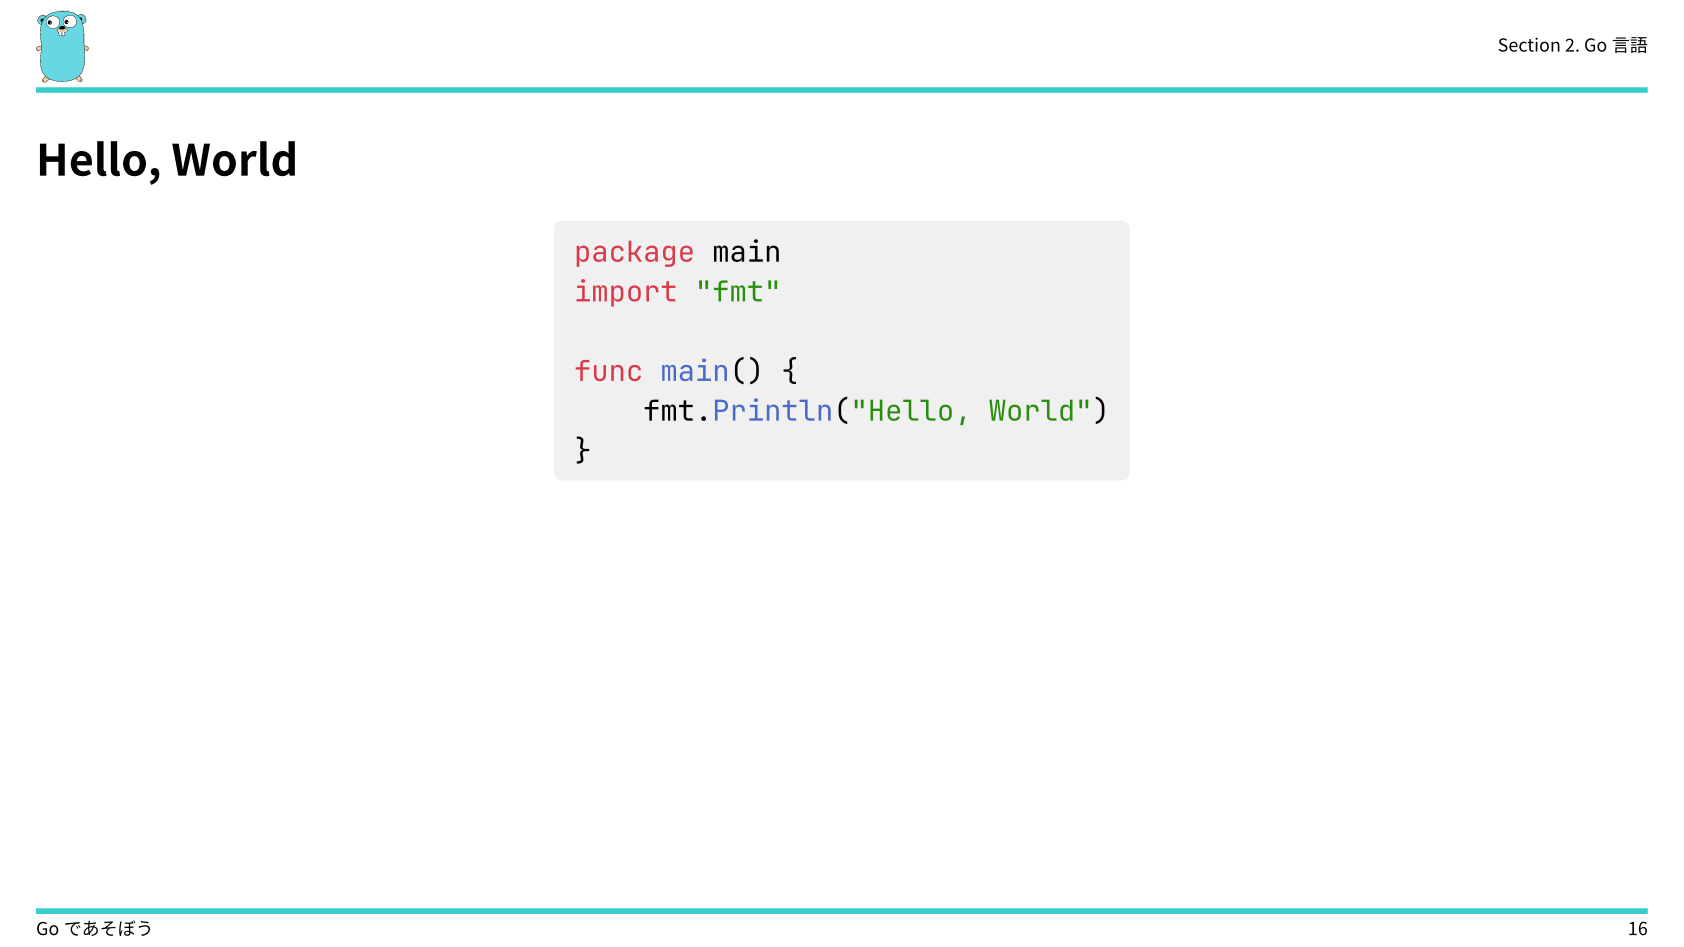 Section 2. Go 言語
Hello, World
package main
import "fmt"

func main() {
    fmt.Println("Hello, World")
}
Go であそぼう
16